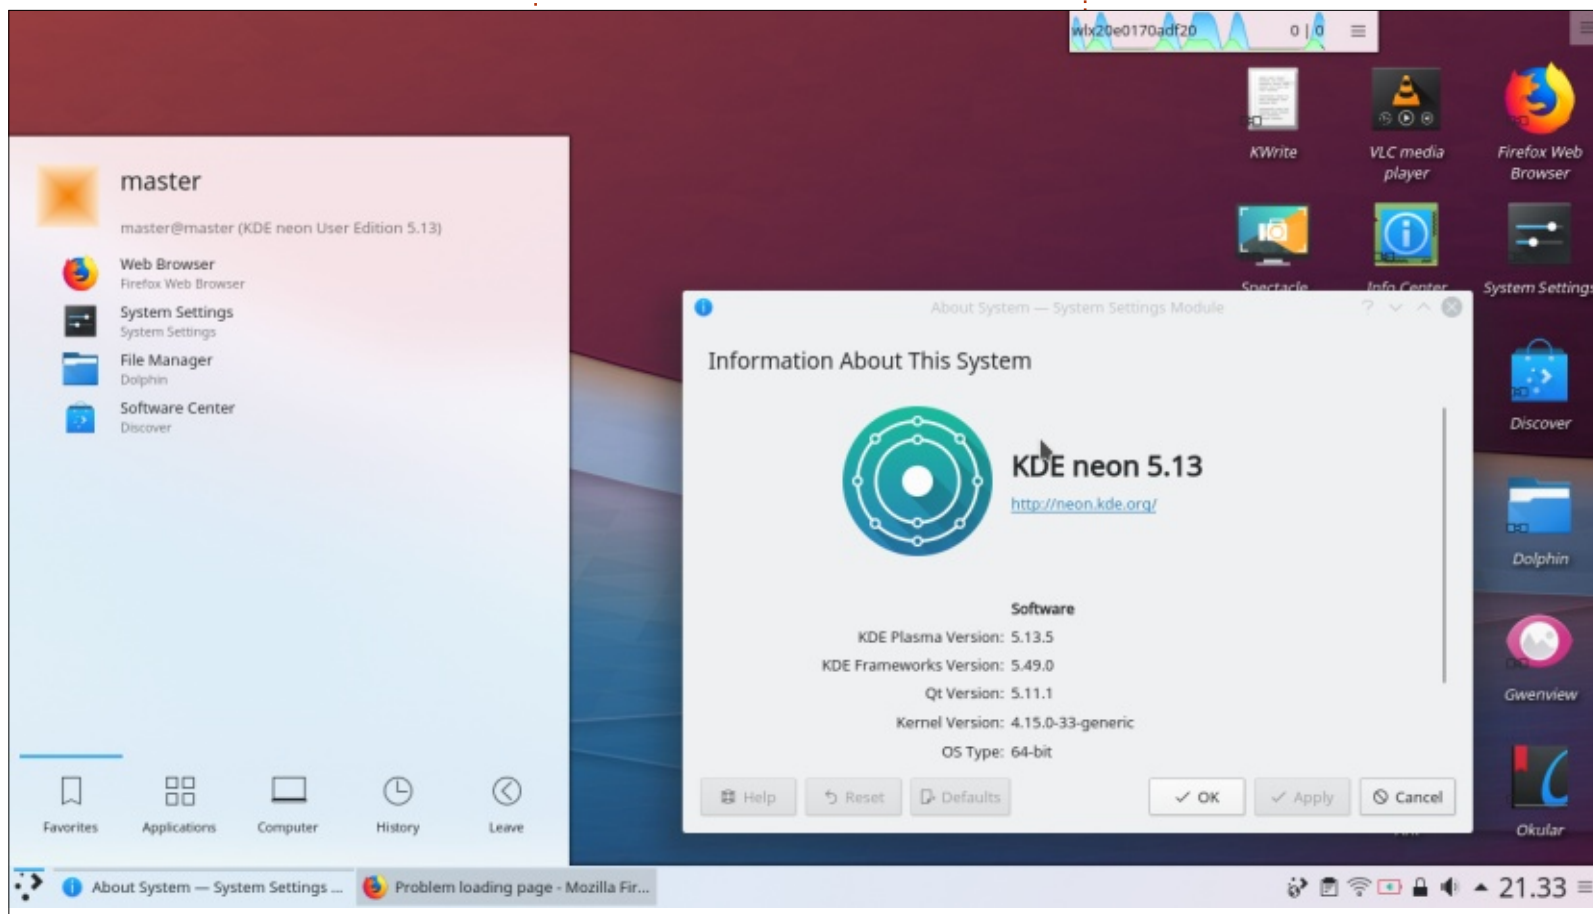 wlx20e0170adf20 0 | 0
KWrite
VLC media player
Firefox Web Browser
Spectacle
Info Center
System Settings
Discover
Dolphin
Gwenview
Okular
master
master@master (KDE neon User Edition 5.13)
Web Browser
Firefox Web Browser
System Settings
System Settings
File Manager
Dolphin
Software Center
Discover
Favorites
Applications
Computer
History
Leave
About System — System Settings Module
Information About This System
KDE neon 5.13
http://neon.kde.org/
Software
KDE Plasma Version: 5.13.5
KDE Frameworks Version: 5.49.0
Qt Version: 5.11.1
Kernel Version: 4.15.0-33-generic
OS Type: 64-bit
Help
Reset
Defaults
OK
Apply
Cancel
About System — System Settings ...
Problem loading page - Mozilla Fir...
21.33